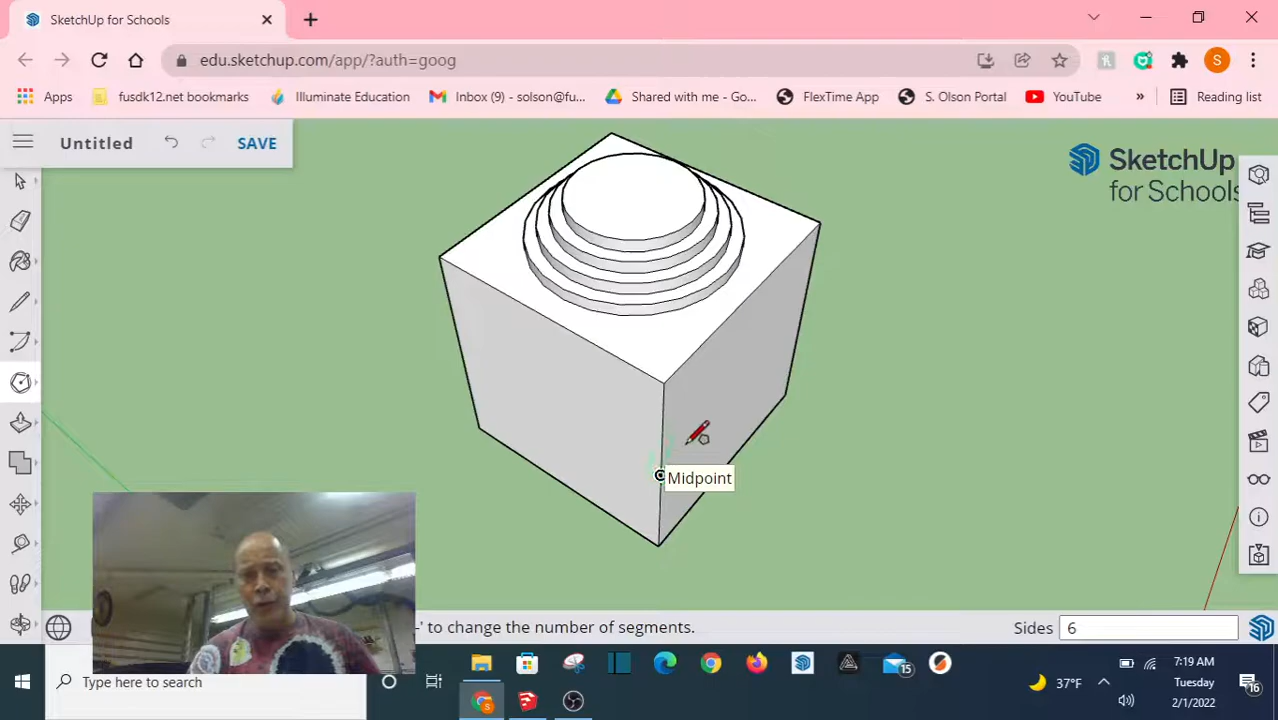 SketchUp for Schools
edu.sketchup.com/app/?auth=goog
Apps
fusdk12.net bookmarks
Illuminate Education
Inbox (9) - solson@fu...
Shared with me - Go...
FlexTime App
S. Olson Portal
YouTube
»
Reading list
S
Untitled
SAVE
SketchUp
for Schools
Midpoint
' to change the number of segments.
Sides 6
Type here to search
15
37°F
7:19 AM
Tuesday
2/1/2022
16